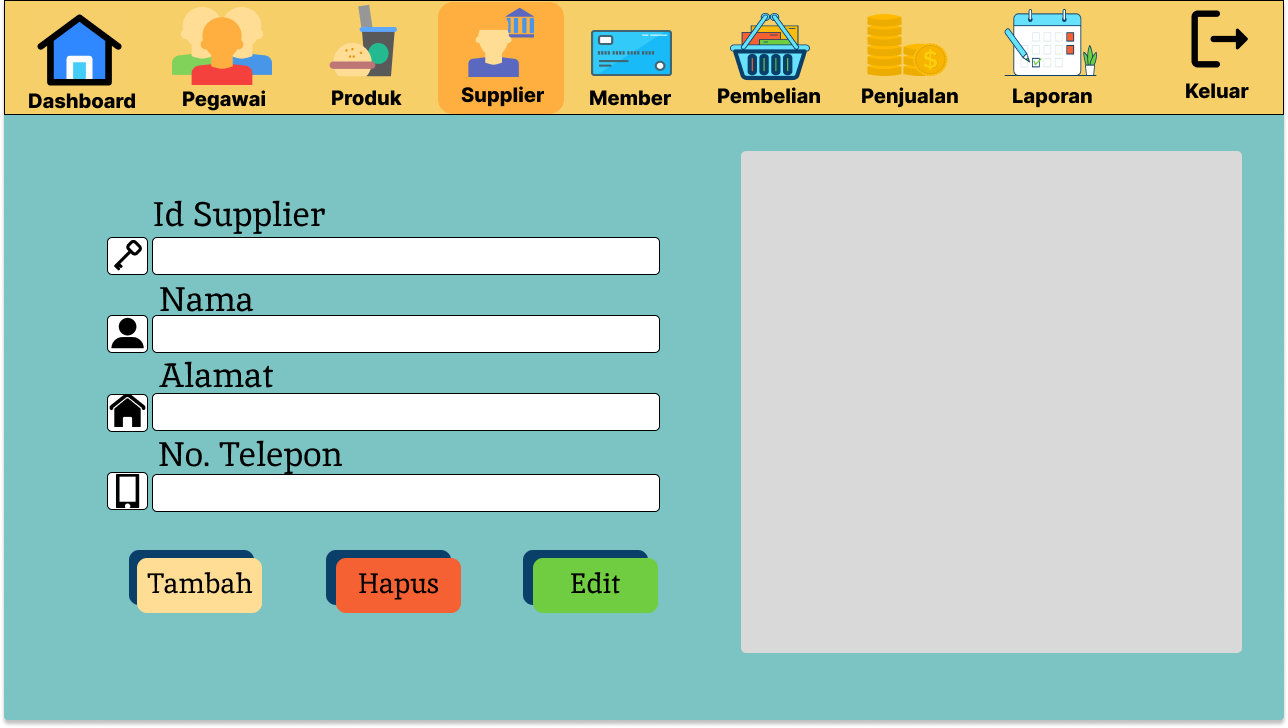 Dashboard
Pegawai
Produk
Supplier
Member
Pembelian
Penjualan
Laporan
Keluar
Id Supplier
Nama
Alamat
No. Telepon
Tambah
Hapus
Edit